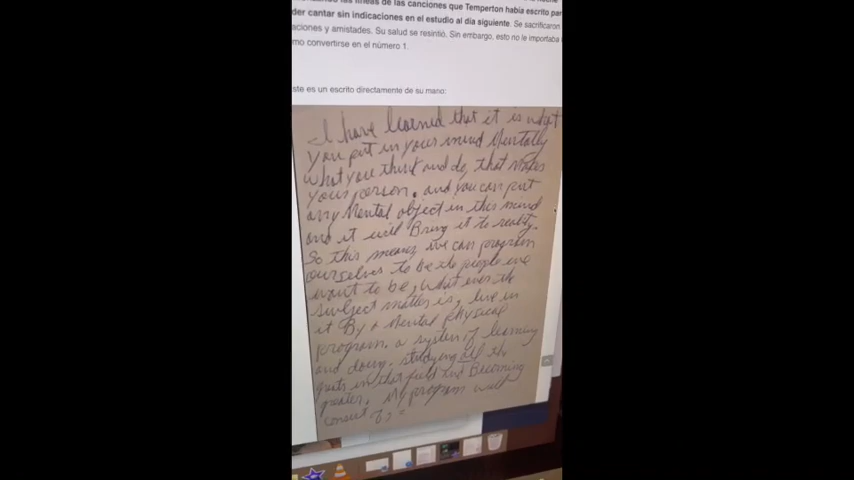 las líneas de las canciones que Temperton había escrito
der cantar sin indicaciones en el estudio al día siguiente. Se sacrificaron
aciones y amistades. Su salud se resintió. Sin embargo, esto no le importaba
mo convertirse en el número 1.
ste es un escrito directamente de su mano:
I have learned that it is what
you put in your mind Mentally
what you think and do, that makes
your person. and you can put
any Mental object in this mind
and it will Bring it to reality.
So this means we can program
ourselves to be the people we
want to be, what ever the
subject matter is, live in
it By a Mental physical
program. a system of learning
and doing. studying all the
greats in that field and Becoming
greater. My program will
consist of